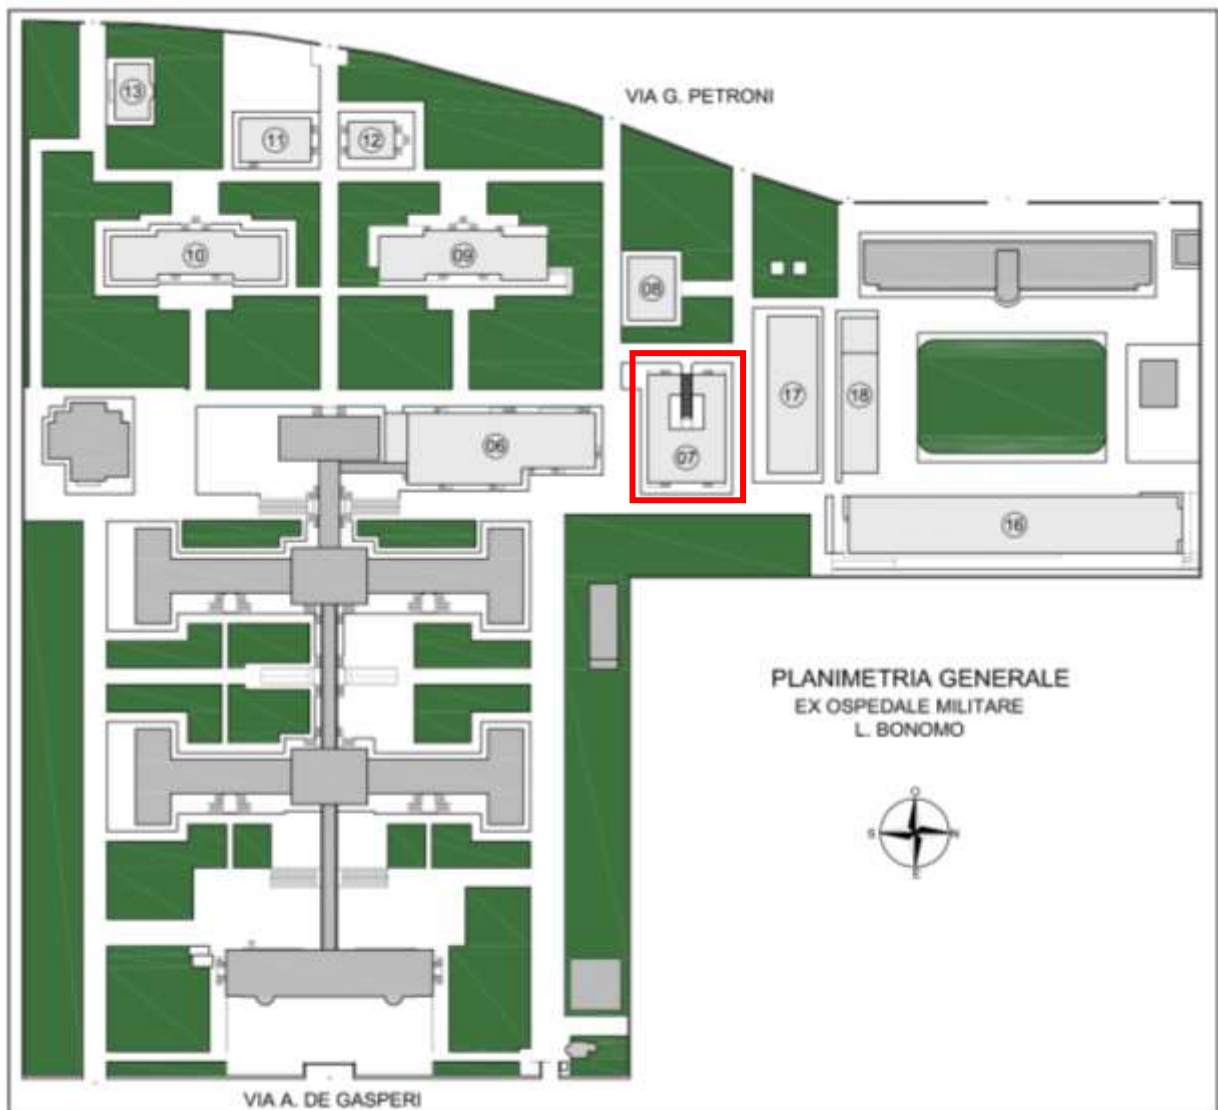 VIA G. PETRONI
13
11
12
10
09
08
17
18
06
07
16
PLANIMETRIA GENERALE
EX OSPEDALE MILITARE
L. BONOMO
O
S
N
E
VIA A. DE GASPERI